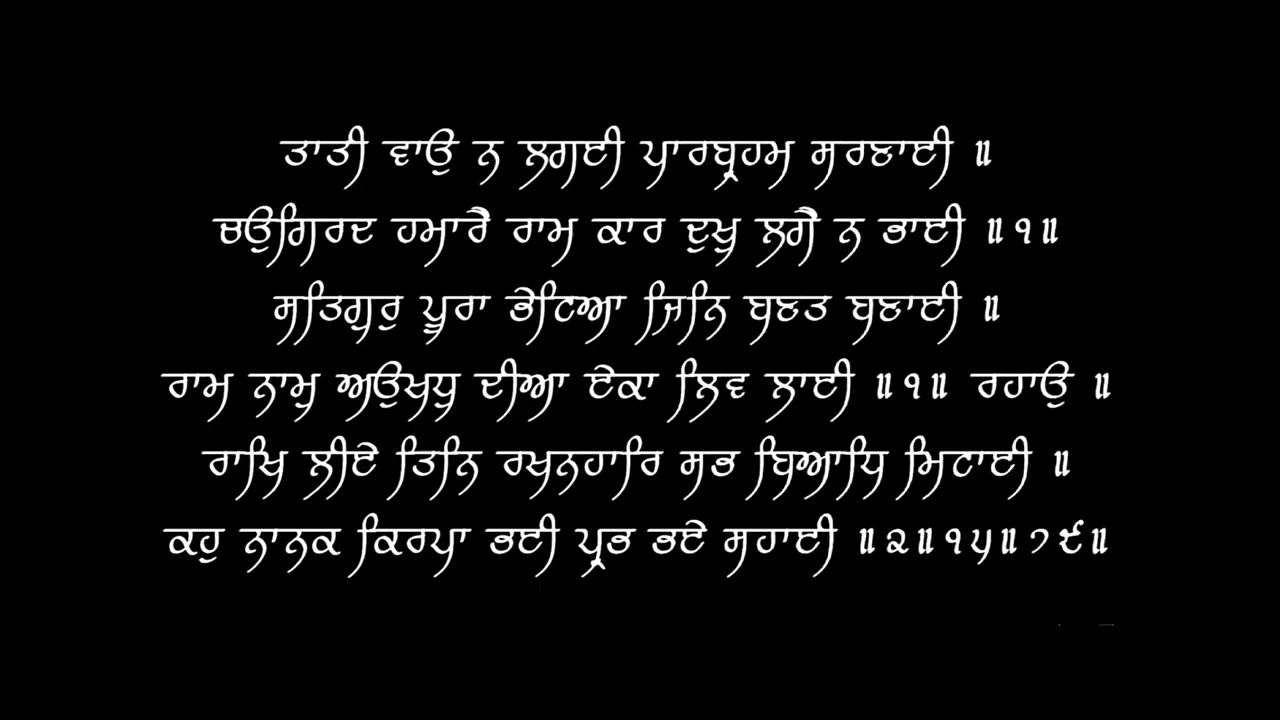 ਤਾਤੀ ਵਾਉ ਨ ਲਗਈ ਪਾਰਬ੍ਰਹਮ ਸਰਣਾਈ ॥
ਚਉਗਿਰਦ ਹਮਾਰੈ ਰਾਮ ਕਾਰ ਦੁਖੁ ਲਗੈ ਨ ਭਾਈ ॥੧॥
ਸਤਿਗੁਰੁ ਪੂਰਾ ਭੇਟਿਆ ਜਿਨਿ ਬਣਤ ਬਣਾਈ ॥
ਰਾਮ ਨਾਮੁ ਅਉਖਧੁ ਦੀਆ ਏਕਾ ਲਿਵ ਲਾਈ ॥੧॥ ਰਹਾਉ ॥
ਰਾਖਿ ਲੀਏ ਤਿਨਿ ਰਖਨਹਾਰਿ ਸਭ ਬਿਆਧਿ ਮਿਟਾਈ ॥
ਕਹੁ ਨਾਨਕ ਕਿਰਪਾ ਭਈ ਪ੍ਰਭ ਭਏ ਸਹਾਈ ॥੨॥੧੫॥੭੯॥